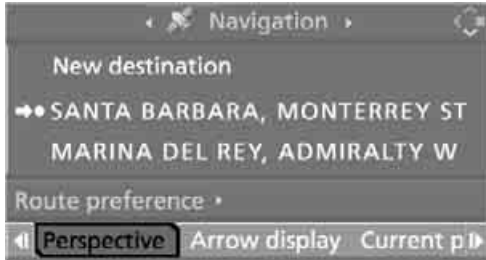 Navigation
New destination
SANTA BARBARA, MONTERREY ST
MARINA DEL REY, ADMIRALTY W
Route preference
Perspective Arrow display Current p